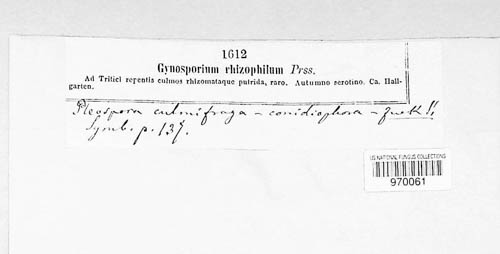 1612
Gynosporium rhizophilum Prss.
Ad Tritici repentis culmos rhizomataque putrida, raro. Autumno serotino. Ca. Hall-
garten.
Pleospora culmifraga - conidiophora - fuck!!
Symb. p. 137.
US NATIONAL FUNGUS COLLECTIONS
970061